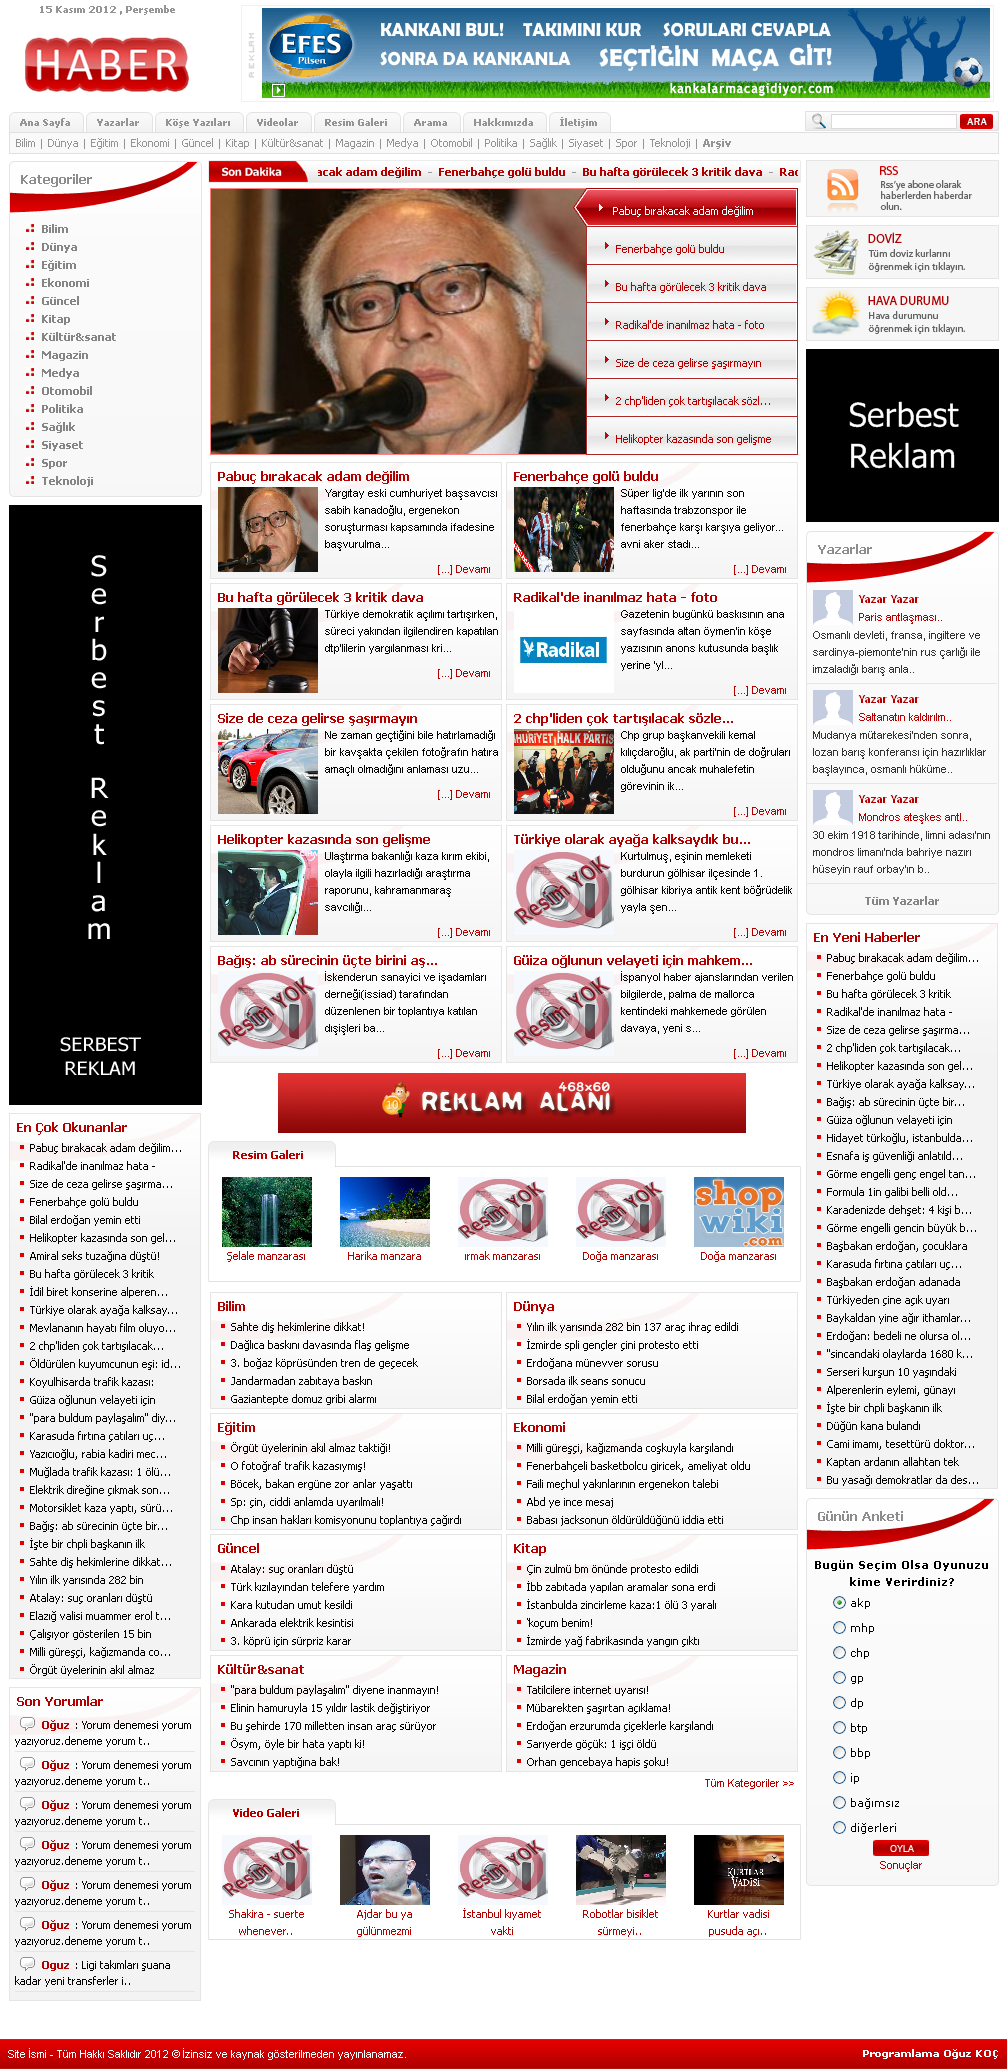 15 Kasım 2012 , Perşembe
HABER
REKLAM
EFES
Pilsen
KANKANI BUL! TAKIMINI KUR SORULARI CEVAPLA
SONRA DA KANKANLA SEÇTİĞİN MAÇA GİT!
kankalarmacagidiyor.com
Ana Sayfa Yazarlar Köşe Yazıları Videolar Resim Galeri Arama Hakkımızda İletişim
ARA
Bilim | Dünya | Eğitim | Ekonomi | Güncel | Kitap | Kültür&sanat | Magazin | Medya | Otomobil | Politika | Sağlık | Siyaset | Spor | Teknoloji | Arşiv
Kategoriler
Bilim
Dünya
Eğitim
Ekonomi
Güncel
Kitap
Kültür&sanat
Magazin
Medya
Otomobil
Politika
Sağlık
Siyaset
Spor
Teknoloji
Serbest Reklam
SERBEST
REKLAM
En Çok Okunanlar
Pabuç bırakacak adam değilim...
Radikal'de inanılmaz hata -
Size de ceza gelirse şaşırma...
Fenerbahçe golü buldu
Bilal erdoğan yemin etti
Helikopter kazasında son gel...
Amiral seks tuzağına düştü!
Bu hafta görülecek 3 kritik
İdil biret konserine alperen...
Türkiye olarak ayağa kalksay...
Mevlananın hayatı film oluyo...
2 chp'liden çok tartışılacak...
Öldürülen kuyumcunun eşi: id...
Koyulhisarda trafik kazası:
Güiza oğlunun velayeti için
"para buldum paylaşalım" diy...
Karasuda fırtına çatıları uç...
Yazıcıoğlu, rabia kadiri mec...
Muğlada trafik kazası: 1 ölü...
Elektrik direğine çıkmak son...
Motorsiklet kaza yaptı, sürü...
Bağış: ab sürecinin üçte bir...
İşte bir chpli başkanın ilk
Sahte diş hekimlerine dikkat...
Yılın ilk yarısında 282 bin
Atalay: suç oranları düştü
Elazığ valisi muammer erol t...
Çalışıyor gösterilen 15 bin
Milli güreşçi, kağızmanda co...
Örgüt üyelerinin akıl almaz
Son Yorumlar
Oğuz : Yorum denemesi yorum
yazıyoruz.deneme yorum t..
Oğuz : Yorum denemesi yorum
yazıyoruz.deneme yorum t..
Oğuz : Yorum denemesi yorum
yazıyoruz.deneme yorum t..
Oğuz : Yorum denemesi yorum
yazıyoruz.deneme yorum t..
Oğuz : Yorum denemesi yorum
yazıyoruz.deneme yorum t..
Oğuz : Yorum denemesi yorum
yazıyoruz.deneme yorum t..
Oguz : Ligi takımları şuana
kadar yeni transferler i..
Son Dakika acak adam değilim - Fenerbahçe golü buldu - Bu hafta görülecek 3 kritik dava - Rad
Pabuç bırakacak adam değilim
Fenerbahçe golü buldu
Bu hafta görülecek 3 kritik dava
Radikal'de inanılmaz hata - foto
Size de ceza gelirse şaşırmayın
2 chp'liden çok tartışılacak sözl...
Helikopter kazasında son gelişme
Pabuç bırakacak adam değilim
Yargıtay eski cumhuriyet başsavcısı
sabih kanadoğlu, ergenekon
soruşturması kapsamında ifadesine
başvurulma...
[...] Devamı
Fenerbahçe golü buldu
Süper lig'de ilk yarının son
haftasında trabzonspor ile
fenerbahçe karşı karşıya geliyor...
avni aker stadı...
[...] Devamı
Bu hafta görülecek 3 kritik dava
Türkiye demokratik açılımı tartışırken,
süreci yakından ilgilendiren kapatılan
dtp'lilerin yargılanması kri...
[...] Devamı
Radikal'de inanılmaz hata - foto
Radikal
Gazetenin bugünkü baskısının ana
sayfasında altan öymen'in köşe
yazısının anons kutusunda başlık
yerine 'yl...
[...] Devamı
Size de ceza gelirse şaşırmayın
Ne zaman geçtiğini bile hatırlamadığı
bir kavşakta çekilen fotoğrafın hatıra
amaçlı olmadığını anlaması uzu...
[...] Devamı
2 chp'liden çok tartışılacak sözle...
HURİYET HALK PARTİS
Chp grup başkanvekili kemal
kılıçdaroğlu, ak parti'nin de doğruları
olduğunu ancak muhalefetin
görevinin ik...
[...] Devamı
Helikopter kazasında son gelişme
Ulaştırma bakanlığı kaza kırım ekibi,
olayla ilgili hazırladığı araştırma
raporunu, kahramanmaraş
savcılığı...
[...] Devamı
Türkiye olarak ayağa kalksaydık bu...
Resim YOK
Kurtulmuş, eşinin memleketi
burdurun gölhisar ilçesinde 1.
gölhisar kibriya antik kent böğrüdelik
yayla şen...
[...] Devamı
Bağış: ab sürecinin üçte birini aş...
Resim YOK
İskenderun sanayici ve işadamları
derneği(issiad) tarafından
düzenlenen bir toplantıya katılan
dışişleri ba...
[...] Devamı
Güiza oğlunun velayeti için mahkem...
Resim YOK
İspanyol haber ajanslarından verilen
bilgilerde, palma de mallorca
kentindeki mahkemede görülen
davaya, yeni s...
[...] Devamı
10 REKLAM ALANI 468x60
Resim Galeri
Resim YOK
Resim YOK
shop
wiki
.com
Şelale manzarası Harika manzara ırmak manzarası Doğa manzarası Doğa manzarası
Bilim
Sahte diş hekimlerine dikkat!
Dağlıca baskını davasında flaş gelişme
3. boğaz köprüsünden tren de geçecek
Jandarmadan zabıtaya baskın
Gaziantepte domuz gribi alarmı
Dünya
Yılın ilk yarısında 282 bin 137 araç ihraç edildi
İzmirde spli gençler çini protesto etti
Erdoğana münevver sorusu
Borsada ilk seans sonucu
Bilal erdoğan yemin etti
Eğitim
Örgüt üyelerinin akıl almaz taktiği!
O fotoğraf trafik kazasıymış!
Böcek, bakan ergüne zor anlar yaşattı
Sp: çin, ciddi anlamda uyarılmalı!
Chp insan hakları komisyonunu toplantıya çağırdı
Ekonomi
Milli güreşçi, kağızmanda coşkuyla karşılandı
Fenerbahçeli basketbolcu giricek, ameliyat oldu
Faili meçhul yakınlarının ergenekon talebi
Abd ye ince mesaj
Babası jacksonun öldürüldüğünü iddia etti
Güncel
Atalay: suç oranları düştü
Türk kızılayından telefere yardım
Kara kutudan umut kesildi
Ankarada elektrik kesintisi
3. köprü için sürpriz karar
Kitap
Çin zulmü bm önünde protesto edildi
İbb zabıtada yapılan aramalar sona erdi
İstanbulda zincirleme kaza:1 ölü 3 yaralı
'koçum benim!
İzmirde yağ fabrikasında yangın çıktı
Kültür&sanat
"para buldum paylaşalım" diyene inanmayın!
Elinin hamuruyla 15 yıldır lastik değiştiriyor
Bu şehirde 170 milletten insan araç sürüyor
Ösym, öyle bir hata yaptı ki!
Savcının yaptığına bak!
Magazin
Tatilcilere internet uyarısı!
Mübarekten şaşırtan açıklama!
Erdoğan erzurumda çiçeklerle karşılandı
Sarıyerde göçük: 1 işçi öldü
Orhan gencebaya hapis şoku!
Tüm Kategoriler >>
Video Galeri
Resim YOK
Resim YOK
KURTLAR
VADİSİ
Shakira - suerte
whenever..
Ajdar bu ya
gülünmezmi
İstanbul kıyamet
vakti
Robotlar bisiklet
sürmeyi..
Kurtlar vadisi
pusuda açı..
RSS
Rss'ye abone olarak
haberlerden haberdar
olun.
DOVİZ
Tüm doviz kurlarını
öğrenmek için tıklayın.
HAVA DURUMU
Hava durumunu
öğrenmek için tıklayın.
Serbest
Reklam
Yazarlar
Yazar Yazar
Paris antlaşması..
Osmanlı devleti, fransa, ingiltere ve
sardinya-piemonte'nin rus çarlığı ile
imzaladığı barış anla..
Yazar Yazar
Saltanatın kaldırılm..
Mudanya mütarekesi'nden sonra,
lozan barış konferansı için hazırlıklar
başlayınca, osmanlı hüküme..
Yazar Yazar
Mondros ateşkes antl..
30 ekim 1918 tarihinde, limni adası'nın
mondros limanı'nda bahriye nazırı
hüseyin rauf orbay'ın b..
Tüm Yazarlar
En Yeni Haberler
Pabuç bırakacak adam değilim...
Fenerbahçe golü buldu
Bu hafta görülecek 3 kritik
Radikal'de inanılmaz hata -
Size de ceza gelirse şaşırma...
2 chp'liden çok tartışılacak...
Helikopter kazasında son gel...
Türkiye olarak ayağa kalksay...
Bağış: ab sürecinin üçte bir...
Güiza oğlunun velayeti için
Hidayet türkoğlu, istanbulda...
Esnafa iş güvenliği anlatıld...
Görme engelli genç engel tan...
Formula 1in galibi belli old...
Karadenizde dehşet: 4 kişi b...
Görme engelli gencin büyük b...
Başbakan erdoğan, çocuklara
Karasuda fırtına çatıları uç...
Başbakan erdoğan adanada
Türkiyeden çine açık uyarı
Baykaldan yine ağır ithamlar...
Erdoğan: bedeli ne olursa ol...
"sincandaki olaylarda 1680 k...
Serseri kurşun 10 yaşındaki
Alperenlerin eylemi, günayı
İşte bir chpli başkanın ilk
Düğün kana bulandı
Cami imamı, tesettürü doktor...
Kaptan ardanın allahtan tek
Bu yasağı demokratlar da des...
Günün Anketi
Bugün Seçim Olsa Oyunuzu
kime Verirdiniz?
akp
mhp
chp
gp
dp
btp
bbp
ip
bağımsız
diğerleri
OYLA
Sonuçlar
Site İsmi - Tüm Hakkı Saklıdır 2012 © İzinsiz ve kaynak gösterilmeden yayınlanamaz.
Programlama Oğuz KOÇ